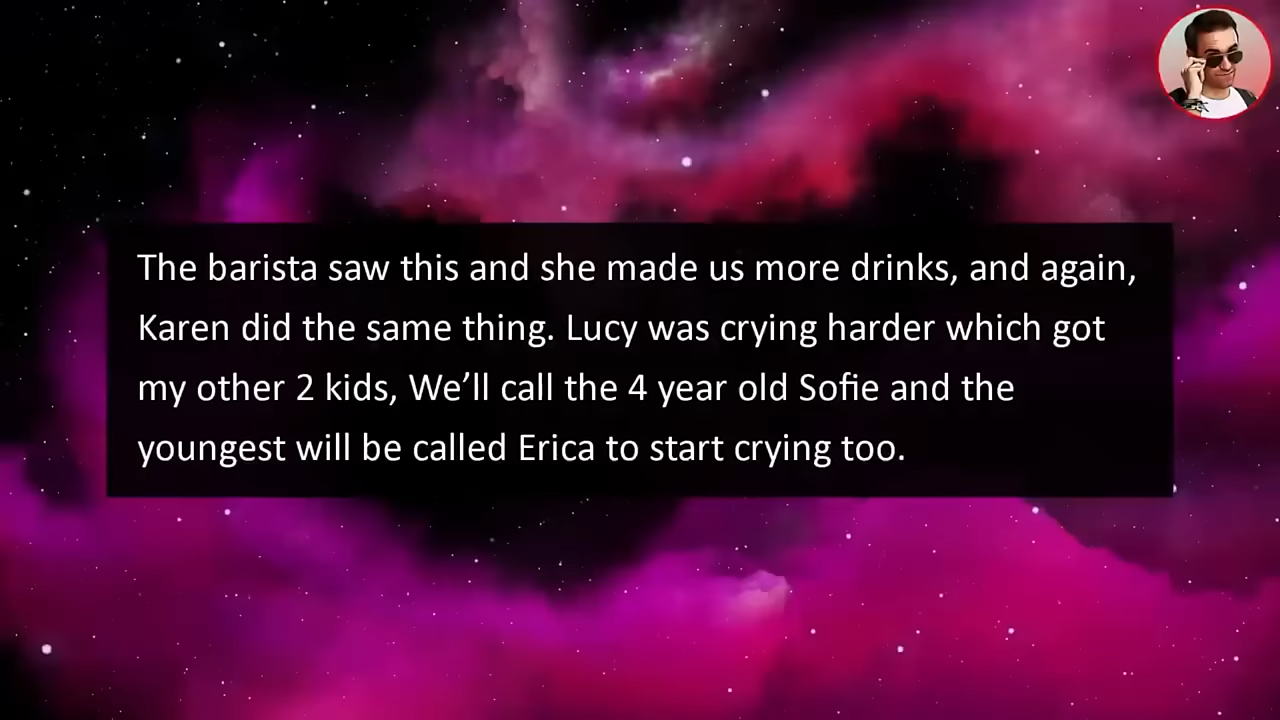 The barista saw this and she made us more drinks, and again,
Karen did the same thing. Lucy was crying harder which got
my other 2 kids, We’ll call the 4 year old Sofie and the
youngest will be called Erica to start crying too.